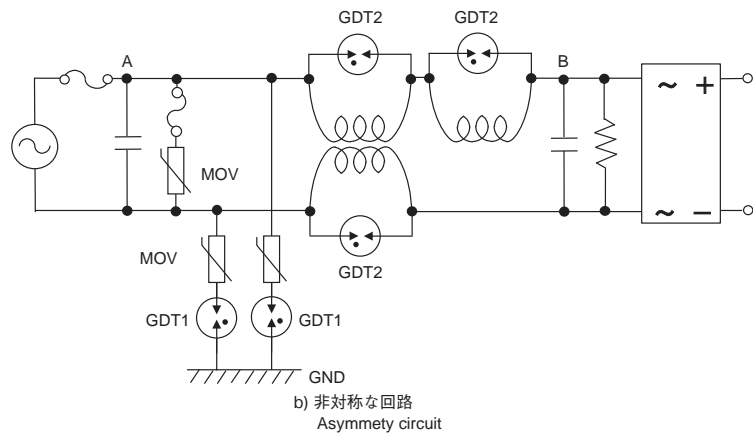 GDT2
GDT2
A
B
~ +
MOV
~ −
MOV
GDT2
GDT1
GDT1
GND
b) 非対称な回路
Asymmety circuit